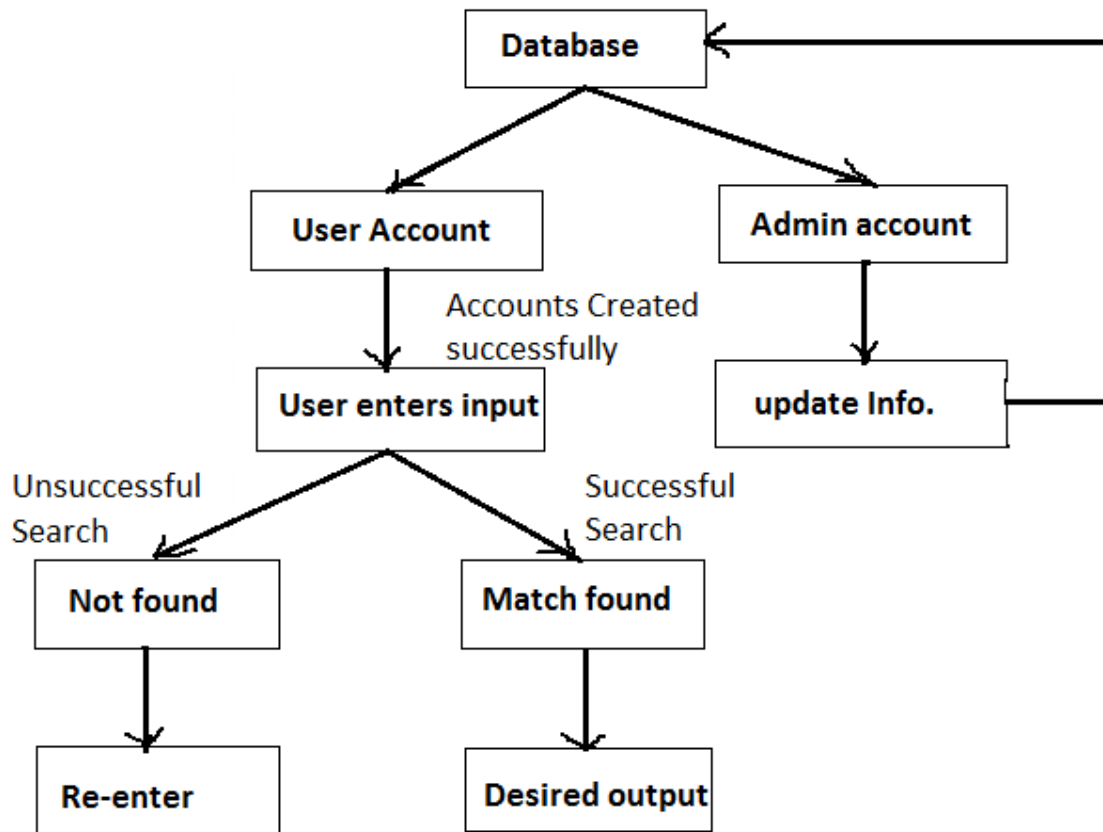 Database
User Account
Admin account
Accounts Created
successfully
User enters input
update Info.
Unsuccessful
Search
Successful
Search
Not found
Match found
Re-enter
Desired output